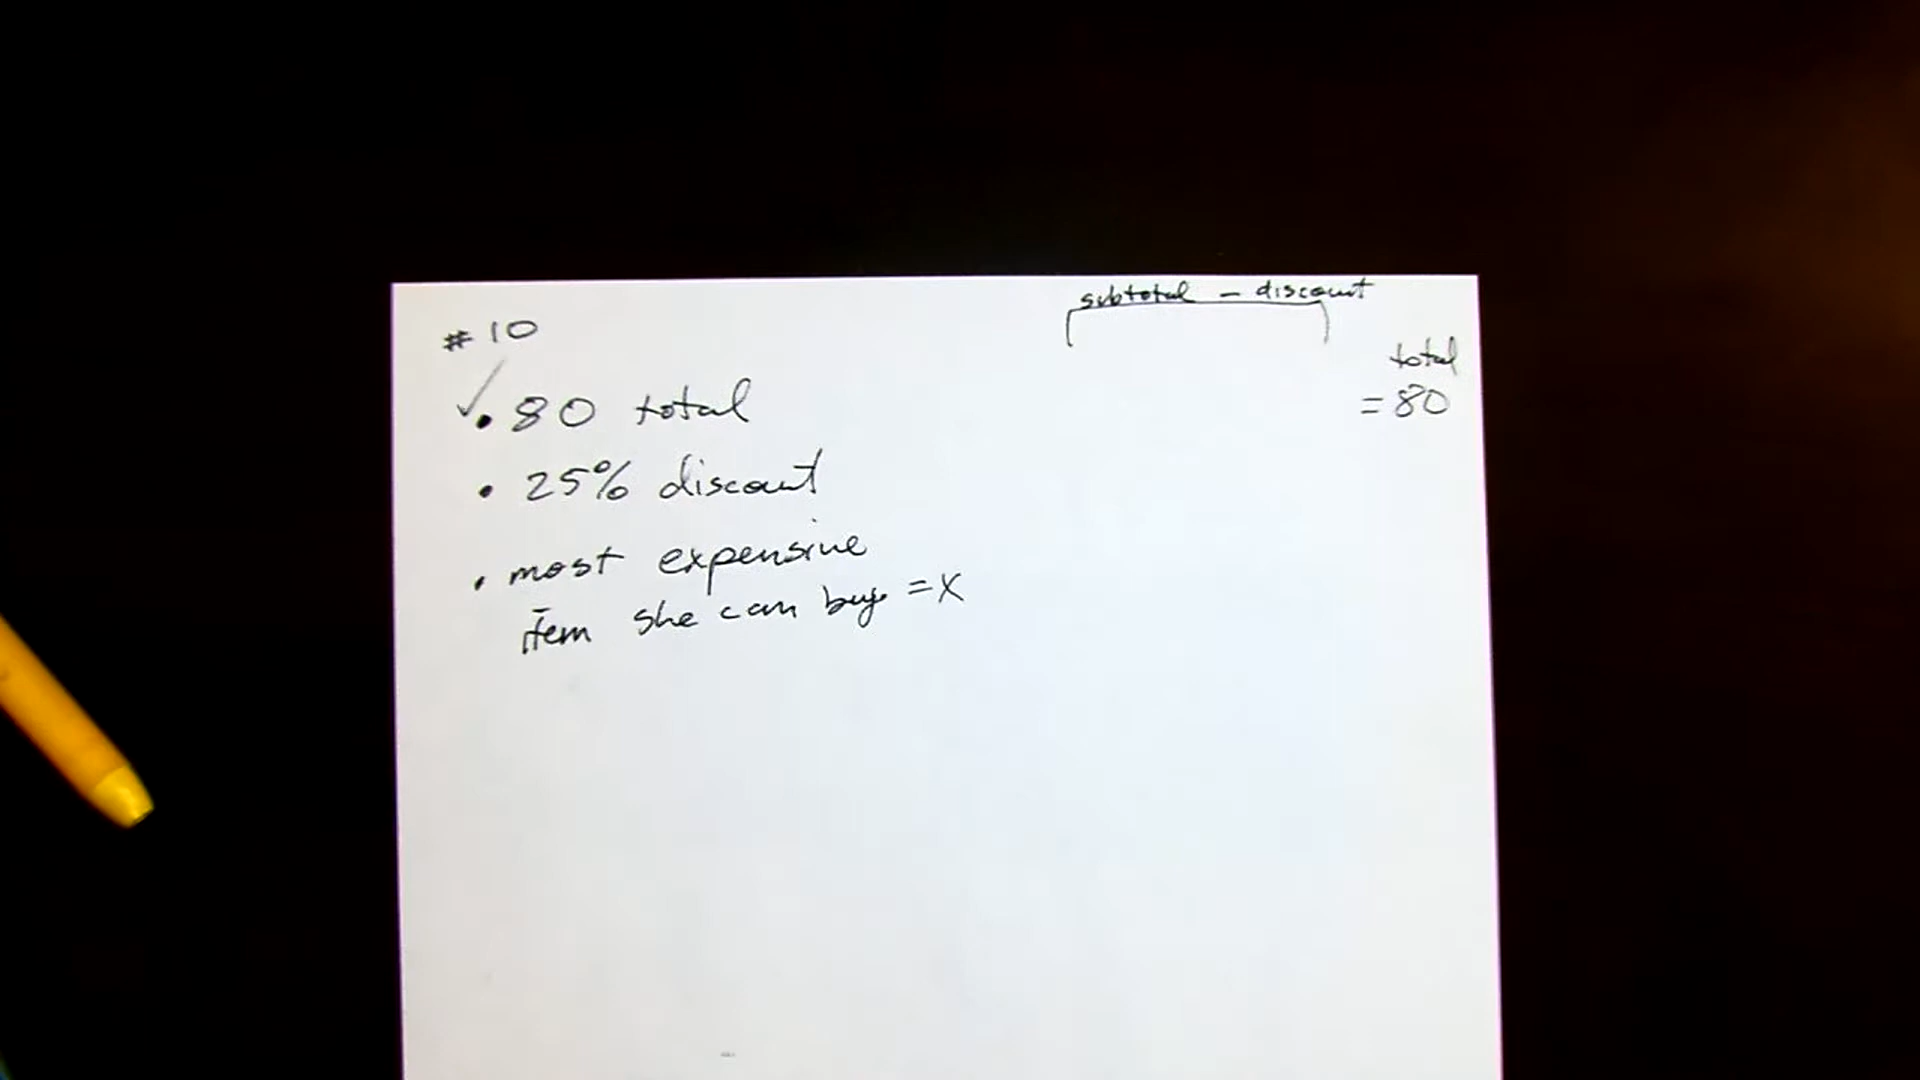 #10
• 80 total
• 25% discount
• most expensive
item she can buy = X
subtotal - discount
total
= 80